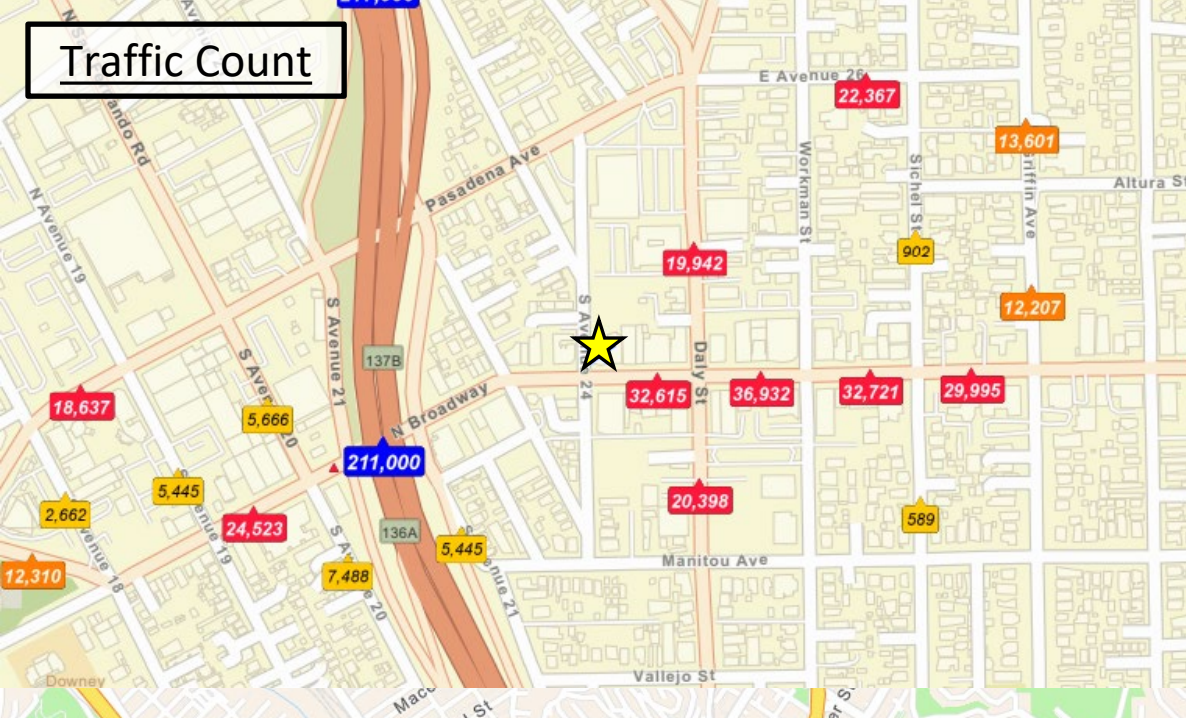 Traffic Count
E Avenue 26
22,367
13,601
Pasadena Ave
Workman St
Sichel St
Griffin Ave
Altura St
N Avenue 19
902
19,942
12,207
S Avenue 21
S Avenue 24
137B
Daly St
18,637
5,666
S Avenue 20
N Broadway
32,615
36,932
32,721
29,995
211,000
5,445
2,662
24,523
20,398
589
136A
5,445
Manitou Ave
12,310
7,488
Vallejo St
Downey